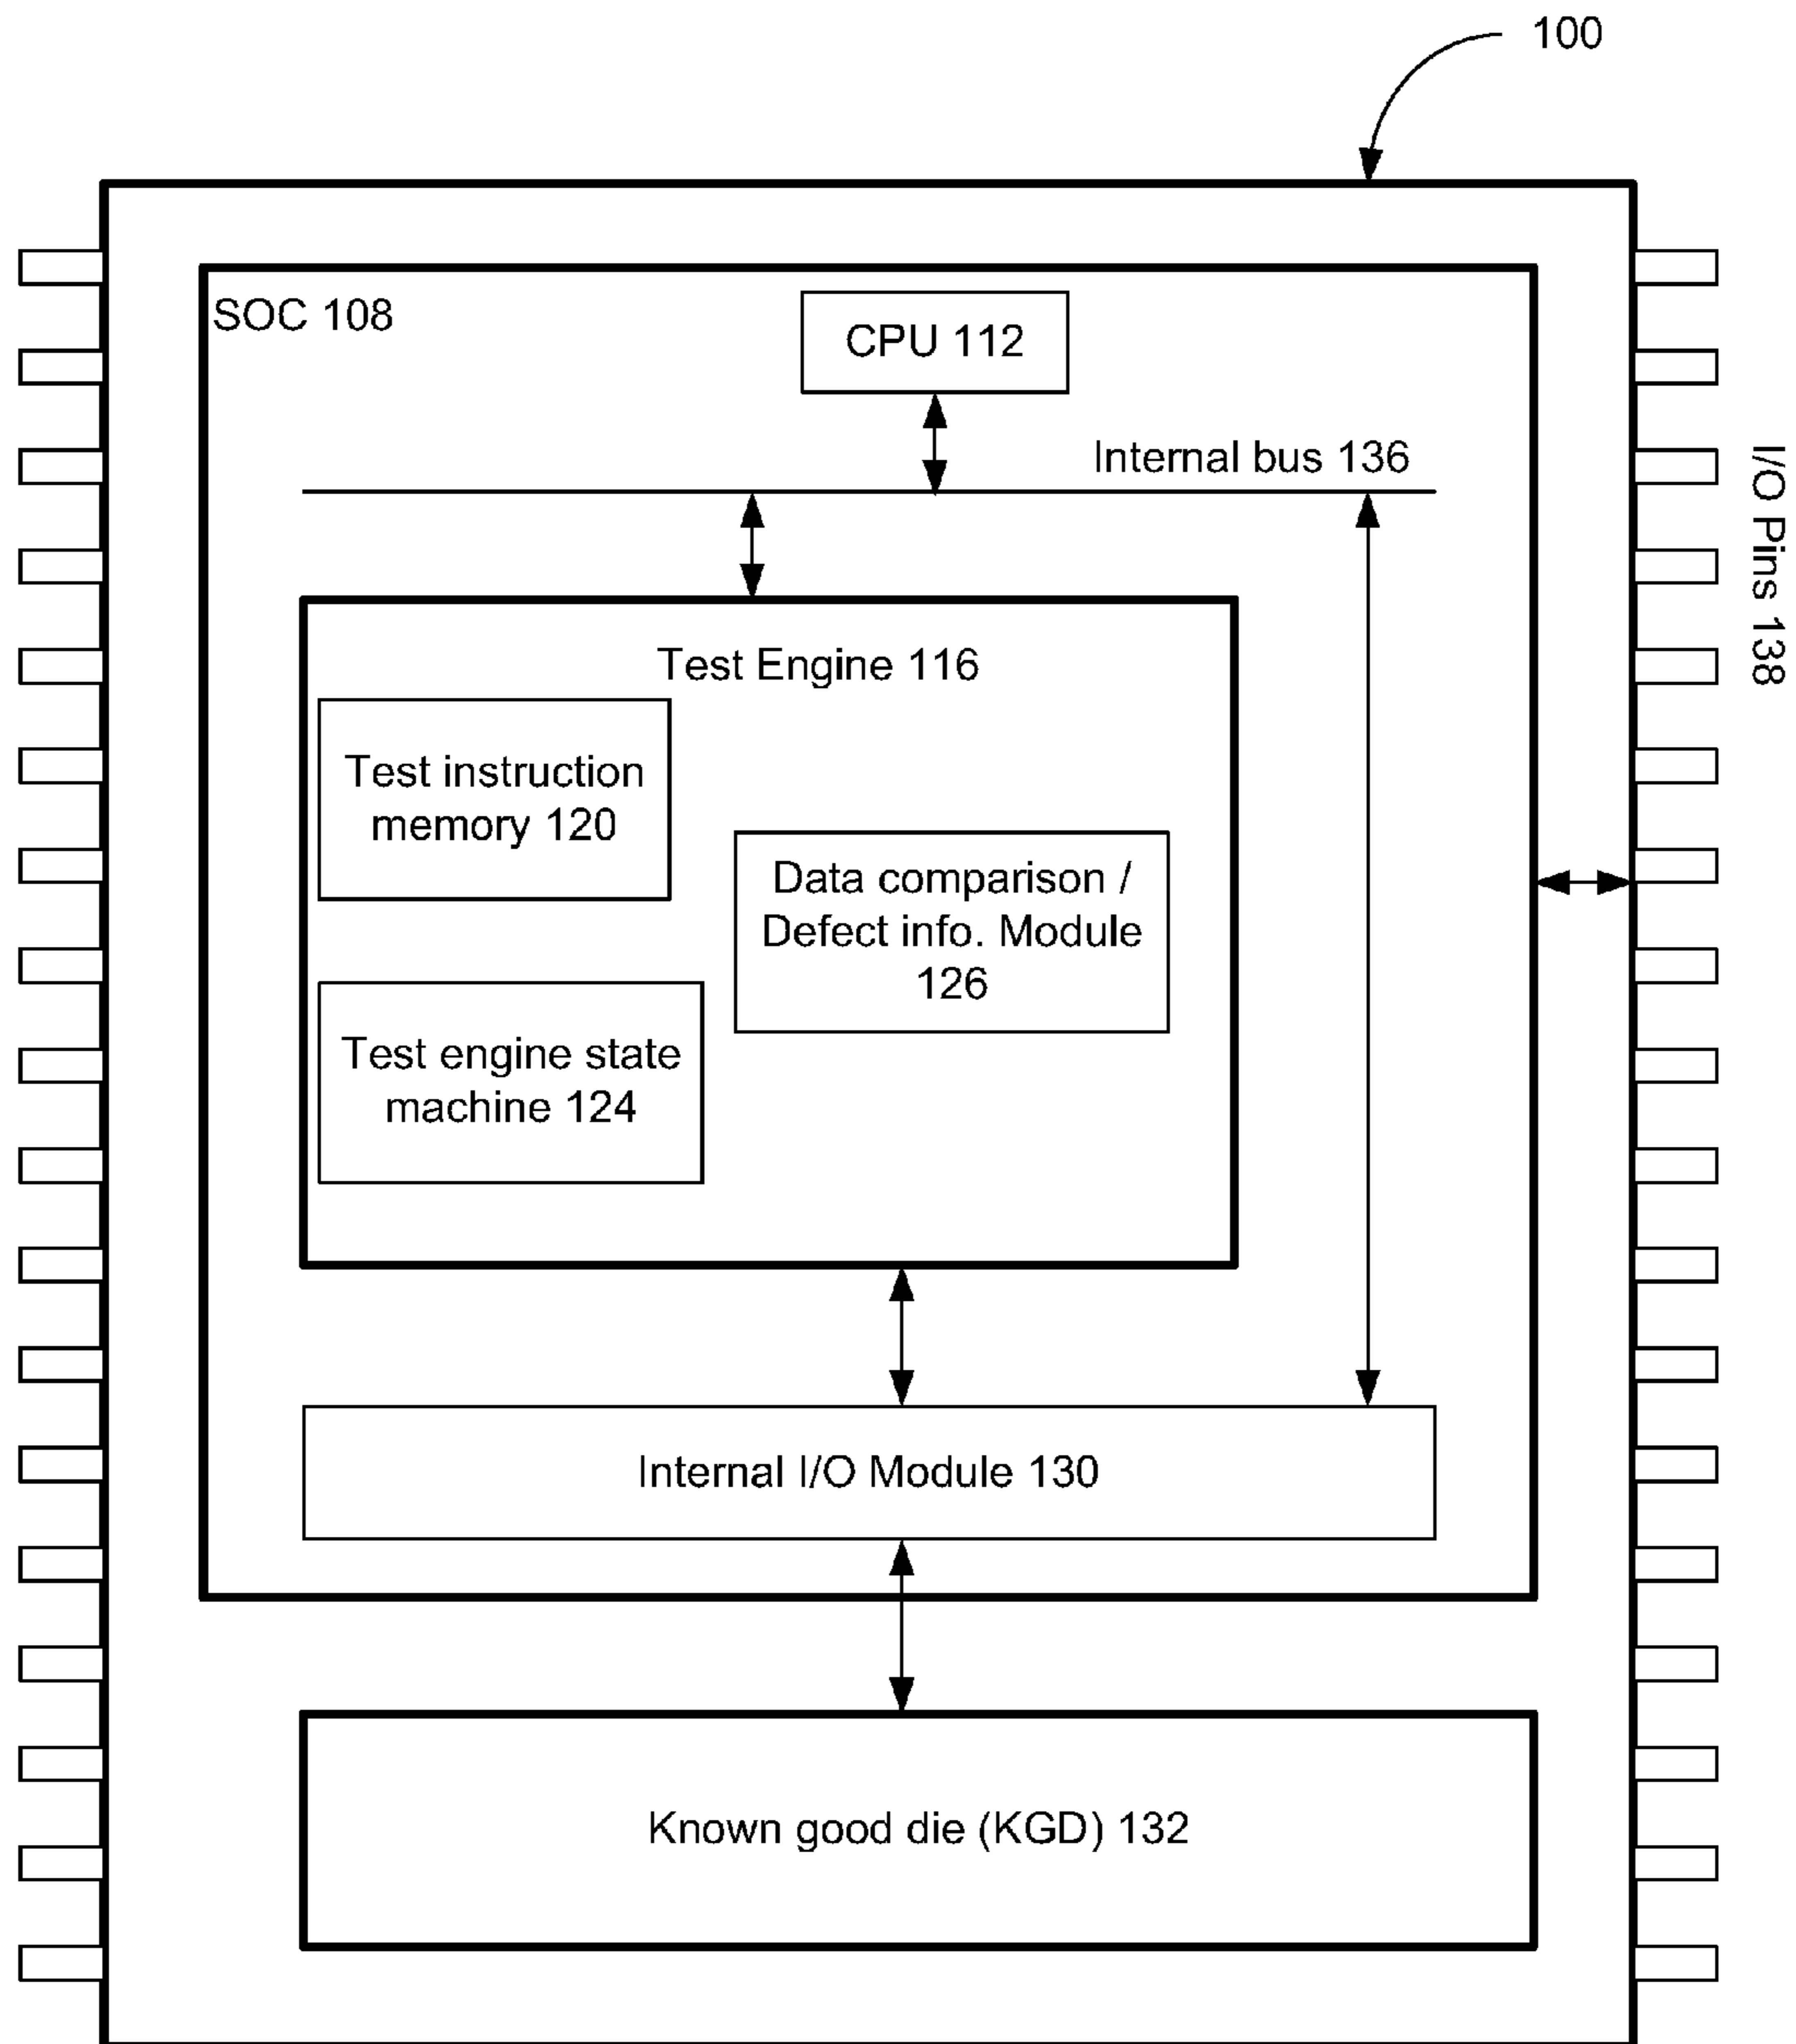 100
SOC 108
CPU 112
Internal bus 136
I/O Pins 138
Test Engine 116
Test instruction
memory 120
Data comparison /
Defect info. Module
126
Test engine state
machine 124
Internal I/O Module 130
Known good die (KGD) 132